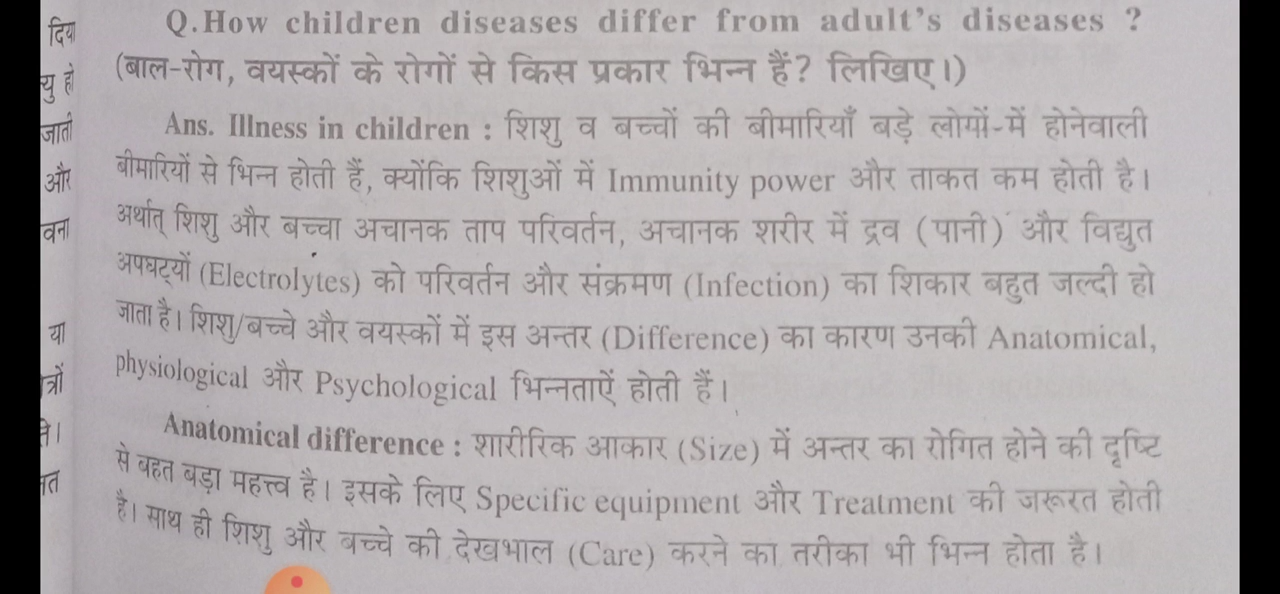 Q.How children diseases differ from adult's diseases ?
(बाल-रोग, वयस्कों के रोगों से किस प्रकार भिन्न हैं? लिखिए।)
Ans. Illness in children : शिशु व बच्चों की बीमारियाँ बड़े लोगों-में होनेवाली
बीमारियों से भिन्न होती हैं, क्योंकि शिशुओं में Immunity power और ताकत कम होती है।
अर्थात् शिशु और बच्चा अचानक ताप परिवर्तन, अचानक शरीर में द्रव (पानी) और विद्युत
अपघट्यों (Electrolytes) को परिवर्तन और संक्रमण (Infection) का शिकार बहुत जल्दी हो
जाता है। शिशु/बच्चे और वयस्कों में इस अन्तर (Difference) का कारण उनकी Anatomical,
physiological और Psychological भिन्नताऐं होती हैं।
Anatomical difference : शारीरिक आकार (Size) में अन्तर का रोगित होने की दृष्टि
से बहत बड़ा महत्त्व है। इसके लिए Specific equipment और Treatment की जरूरत होती
है। साथ ही शिशु और बच्चे की देखभाल (Care) करने का तरीका भी भिन्न होता है।
दिया
यु हो
जाती
और
वना
या